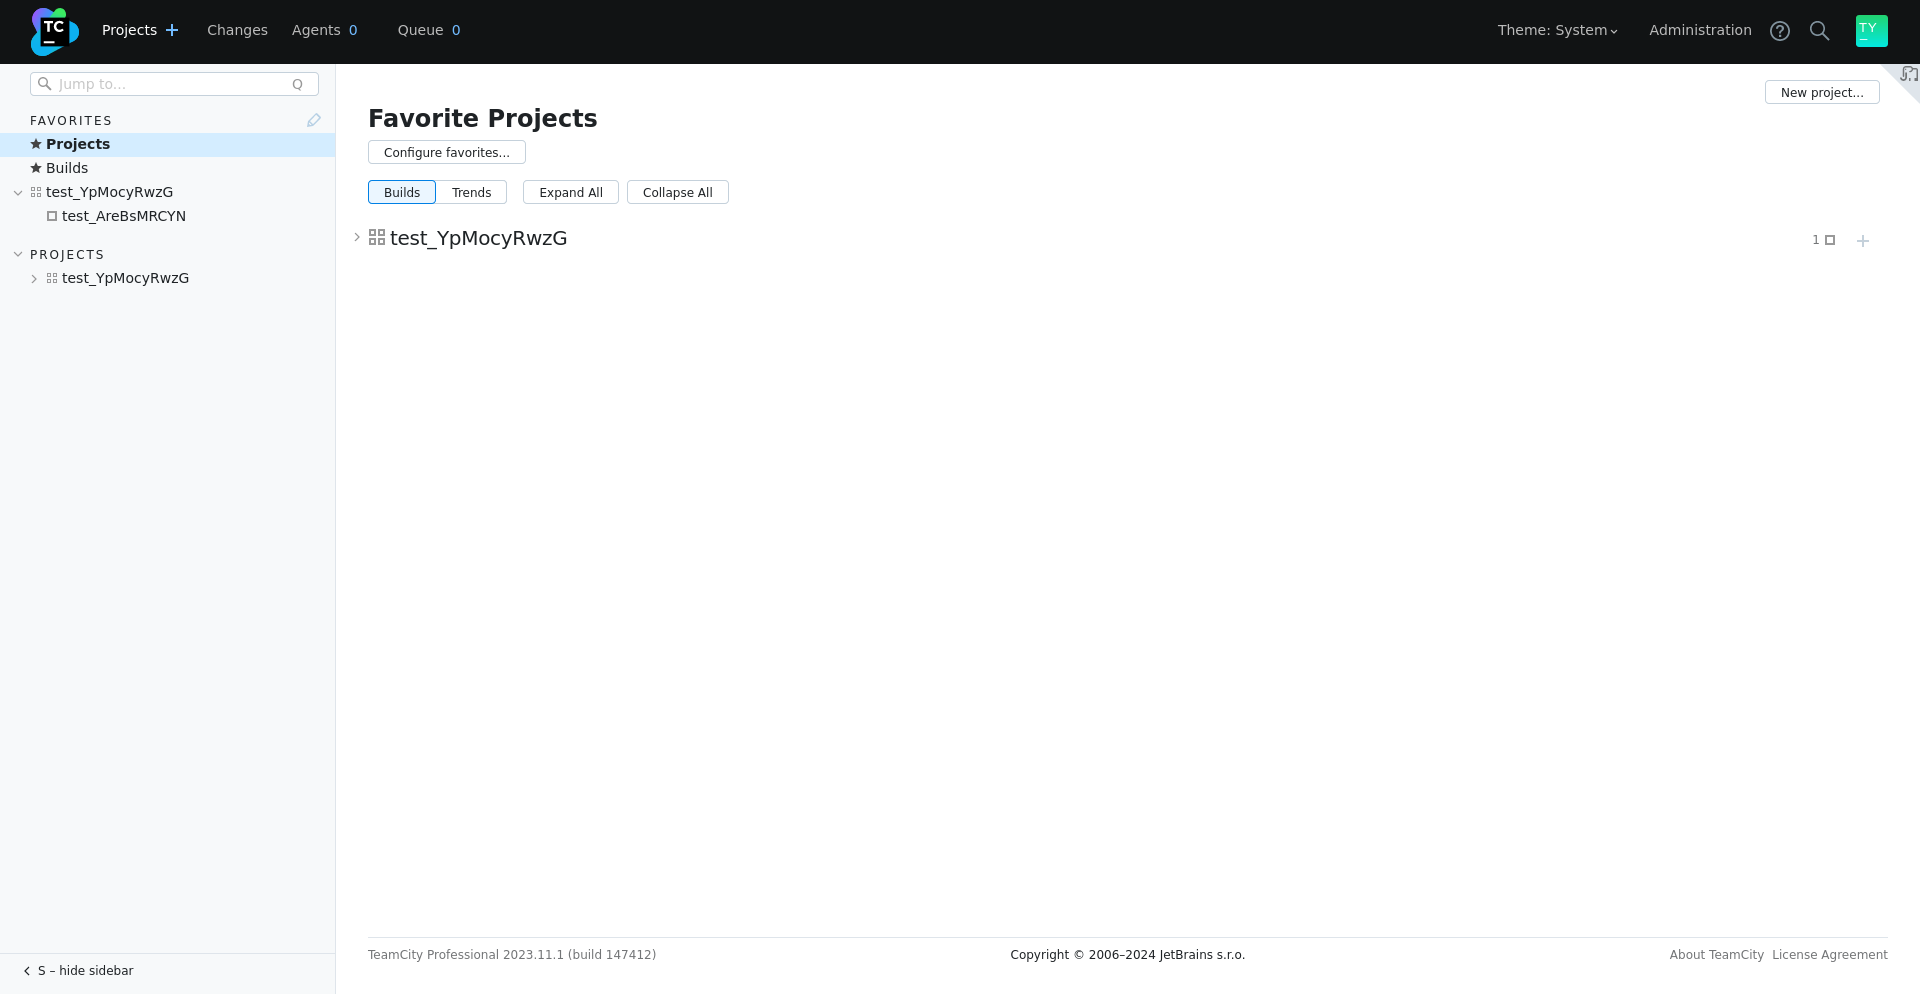 TC Projects Changes Agents 0 Queue 0 Theme: System Administration TY
Jump to... Q
FAVORITES
Projects
Builds
test_YpMocyRwzG
test_AreBsMRCYN
PROJECTS
test_YpMocyRwzG
S – hide sidebar
New project...
Favorite Projects
Configure favorites...
Builds Trends Expand All Collapse All
test_YpMocyRwzG 1
TeamCity Professional 2023.11.1 (build 147412) Copyright © 2006–2024 JetBrains s.r.o. About TeamCity License Agreement